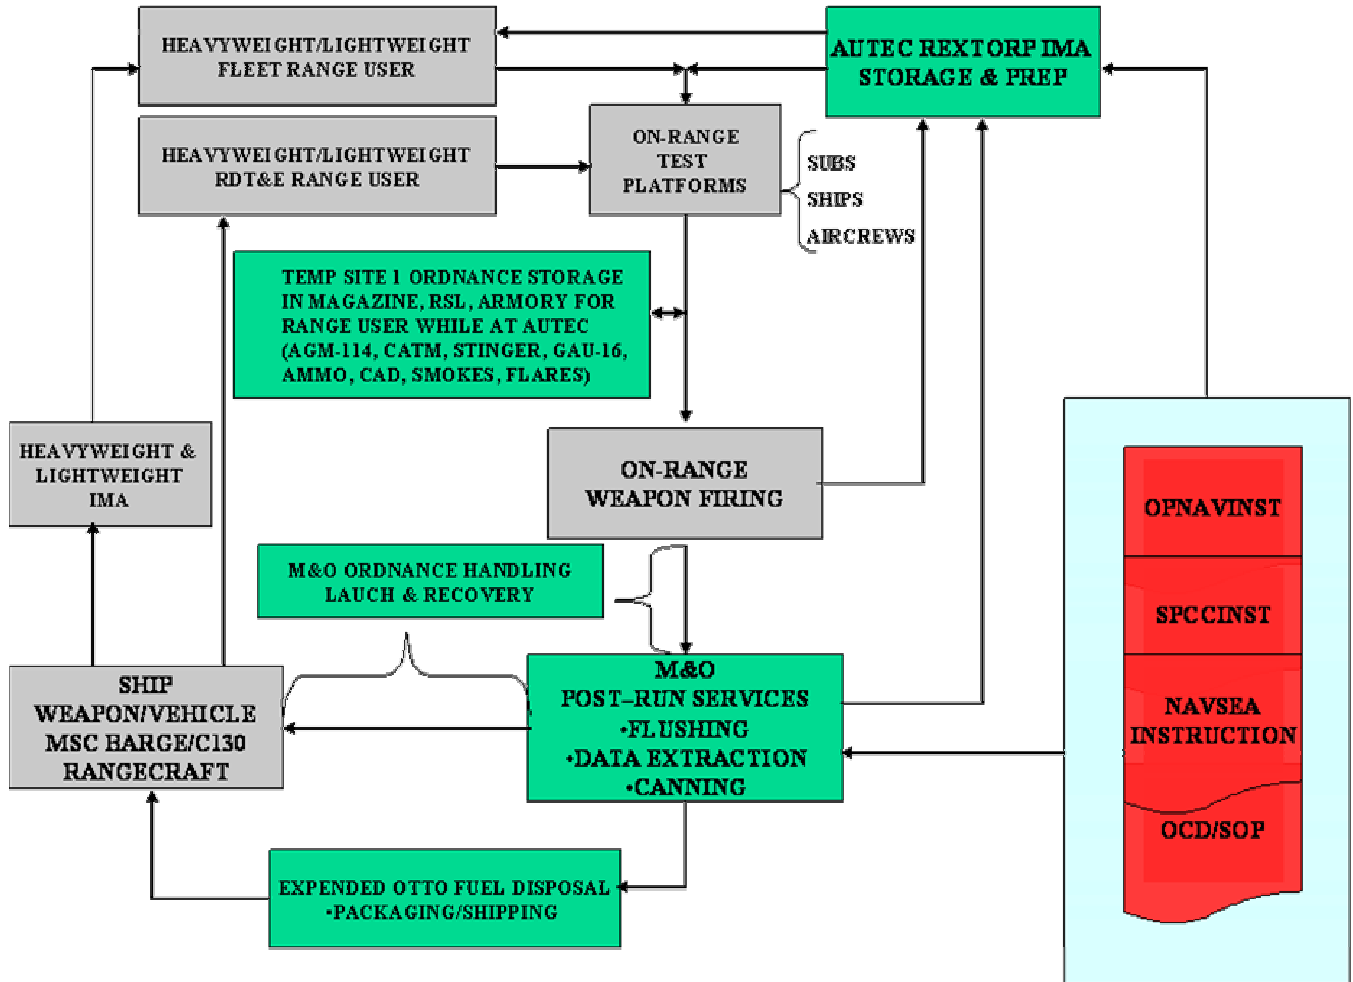 HEAVYWEIGHT/LIGHTWEIGHT
FLEET RANGE USER
AUTEC REXTORP IMA
STORAGE & PREP
HEAVYWEIGHT/LIGHTWEIGHT
RDT&E RANGE USER
ON-RANGE
TEST
PLATFORMS
SUBS
SHIPS
AIRCREWS
TEMP SITE 1 ORDNANCE STORAGE
IN MAGAZINE, RSL, ARMORY FOR
RANGE USER WHILE AT AUTEC
(AGM-114, CATM, STINGER, GAU-16,
AMMO, CAD, SMOKES, FLARES)
HEAVYWEIGHT &
LIGHTWEIGHT
IMA
ON-RANGE
WEAPON FIRING
OPNAVINST
SPCCINST
NAVSEA
INSTRUCTION
OCD/SOP
M&O ORDNANCE HANDLING
LAUCH & RECOVERY
SHIP
WEAPON/VEHICLE
MSC BARGE/C130
RANGECRAFT
M&O
POST–RUN SERVICES
•FLUSHING
•DATA EXTRACTION
•CANNING
EXPENDED OTTO FUEL DISPOSAL
•PACKAGING/SHIPPING